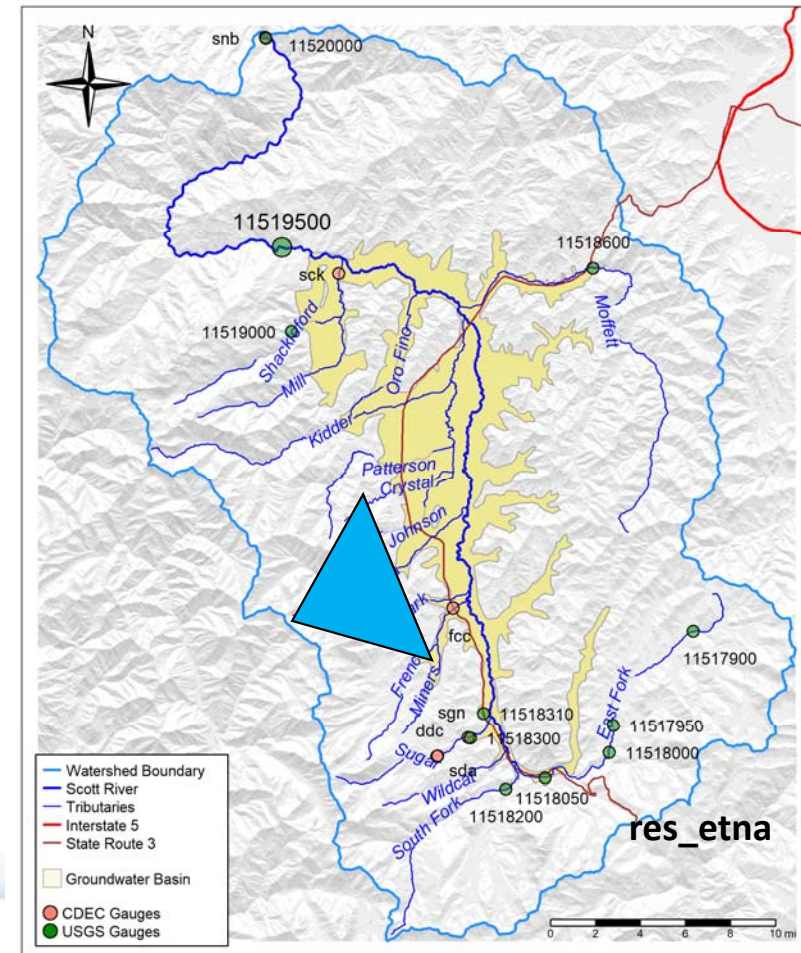 N
snb
11520000
11519500
11518600
sck
11519000
Shackleford
Mill
Oro Fino
Moffett
Kidder
Patterson
Crystal
Johnson
fcc
11517900
Miners
East Fork
sgn
11518310
11517950
ddc
11518300
11518000
Sugar
sda
Wildcat
11518050
11518200
South Fork
res_etna
Watershed Boundary
Scott River
Tributaries
Interstate 5
State Route 3
Groundwater Basin
CDEC Gauges
USGS Gauges
0 2 4 6 8 10 mi